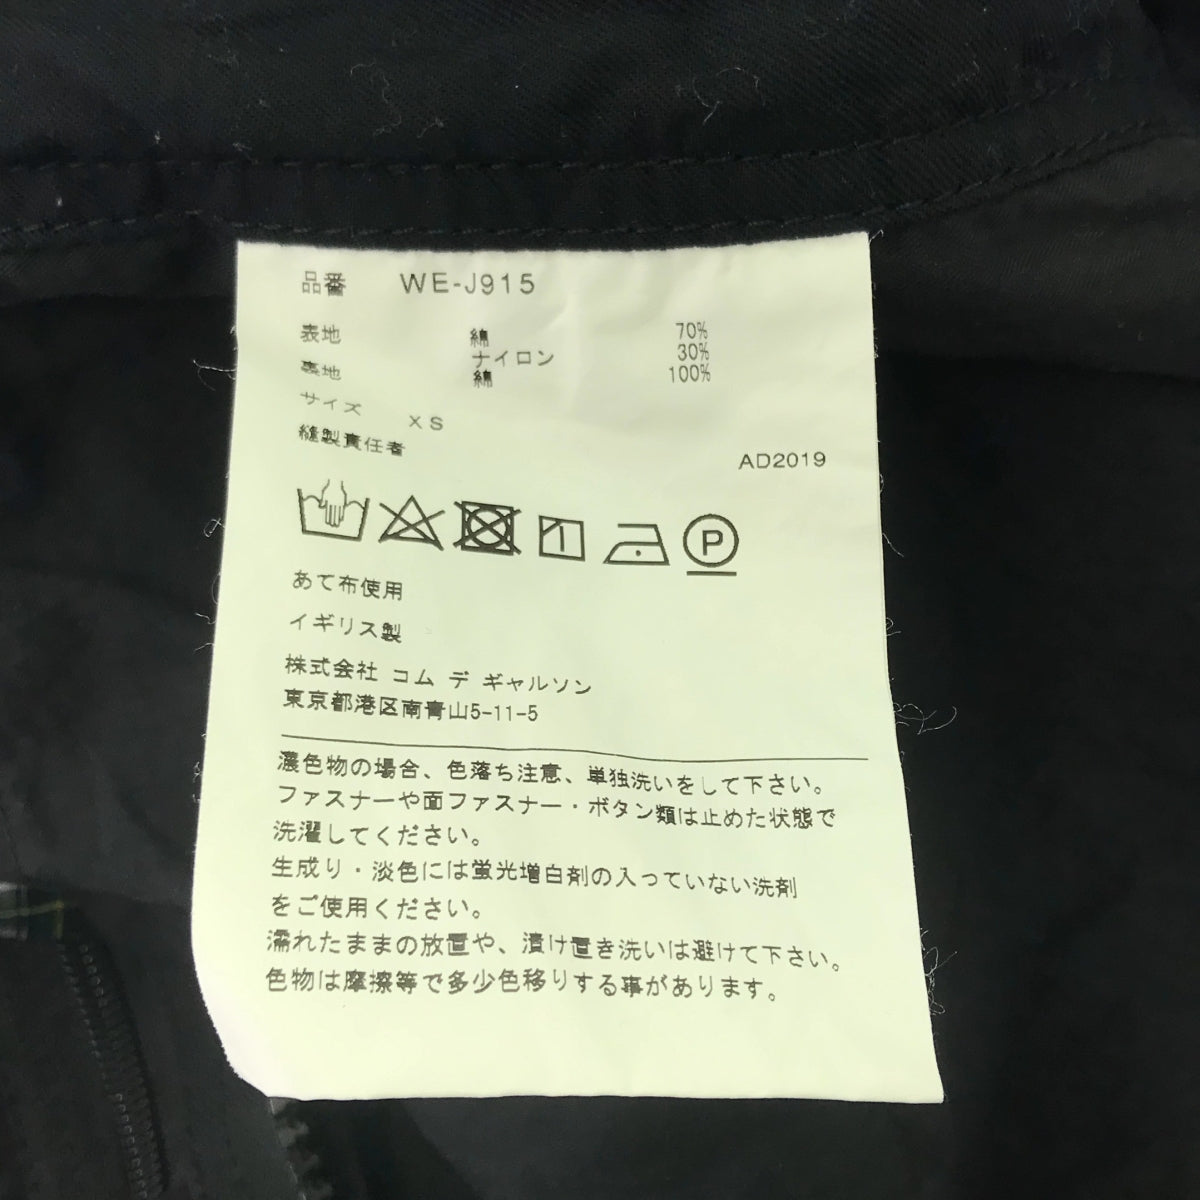 品番 WE-J915
表地 綿 70%
ナイロン 30%
裏地 綿 100%
サイズ XS
縫製責任者
AD2019
P
あて布使用
イギリス製
株式会社 コム デ ギャルソン
東京都港区南青山5-11-5
濃色物の場合、色落ち注意、単独洗いをして下さい。
ファスナーや面ファスナー・ボタン類は止めた状態で
洗濯してください。
生成り・淡色には蛍光増白剤の入っていない洗剤
をご使用ください。
濡れたままの放置や、漬け置き洗いは避けて下さい。
色物は摩擦等で多少色移りする事があります。